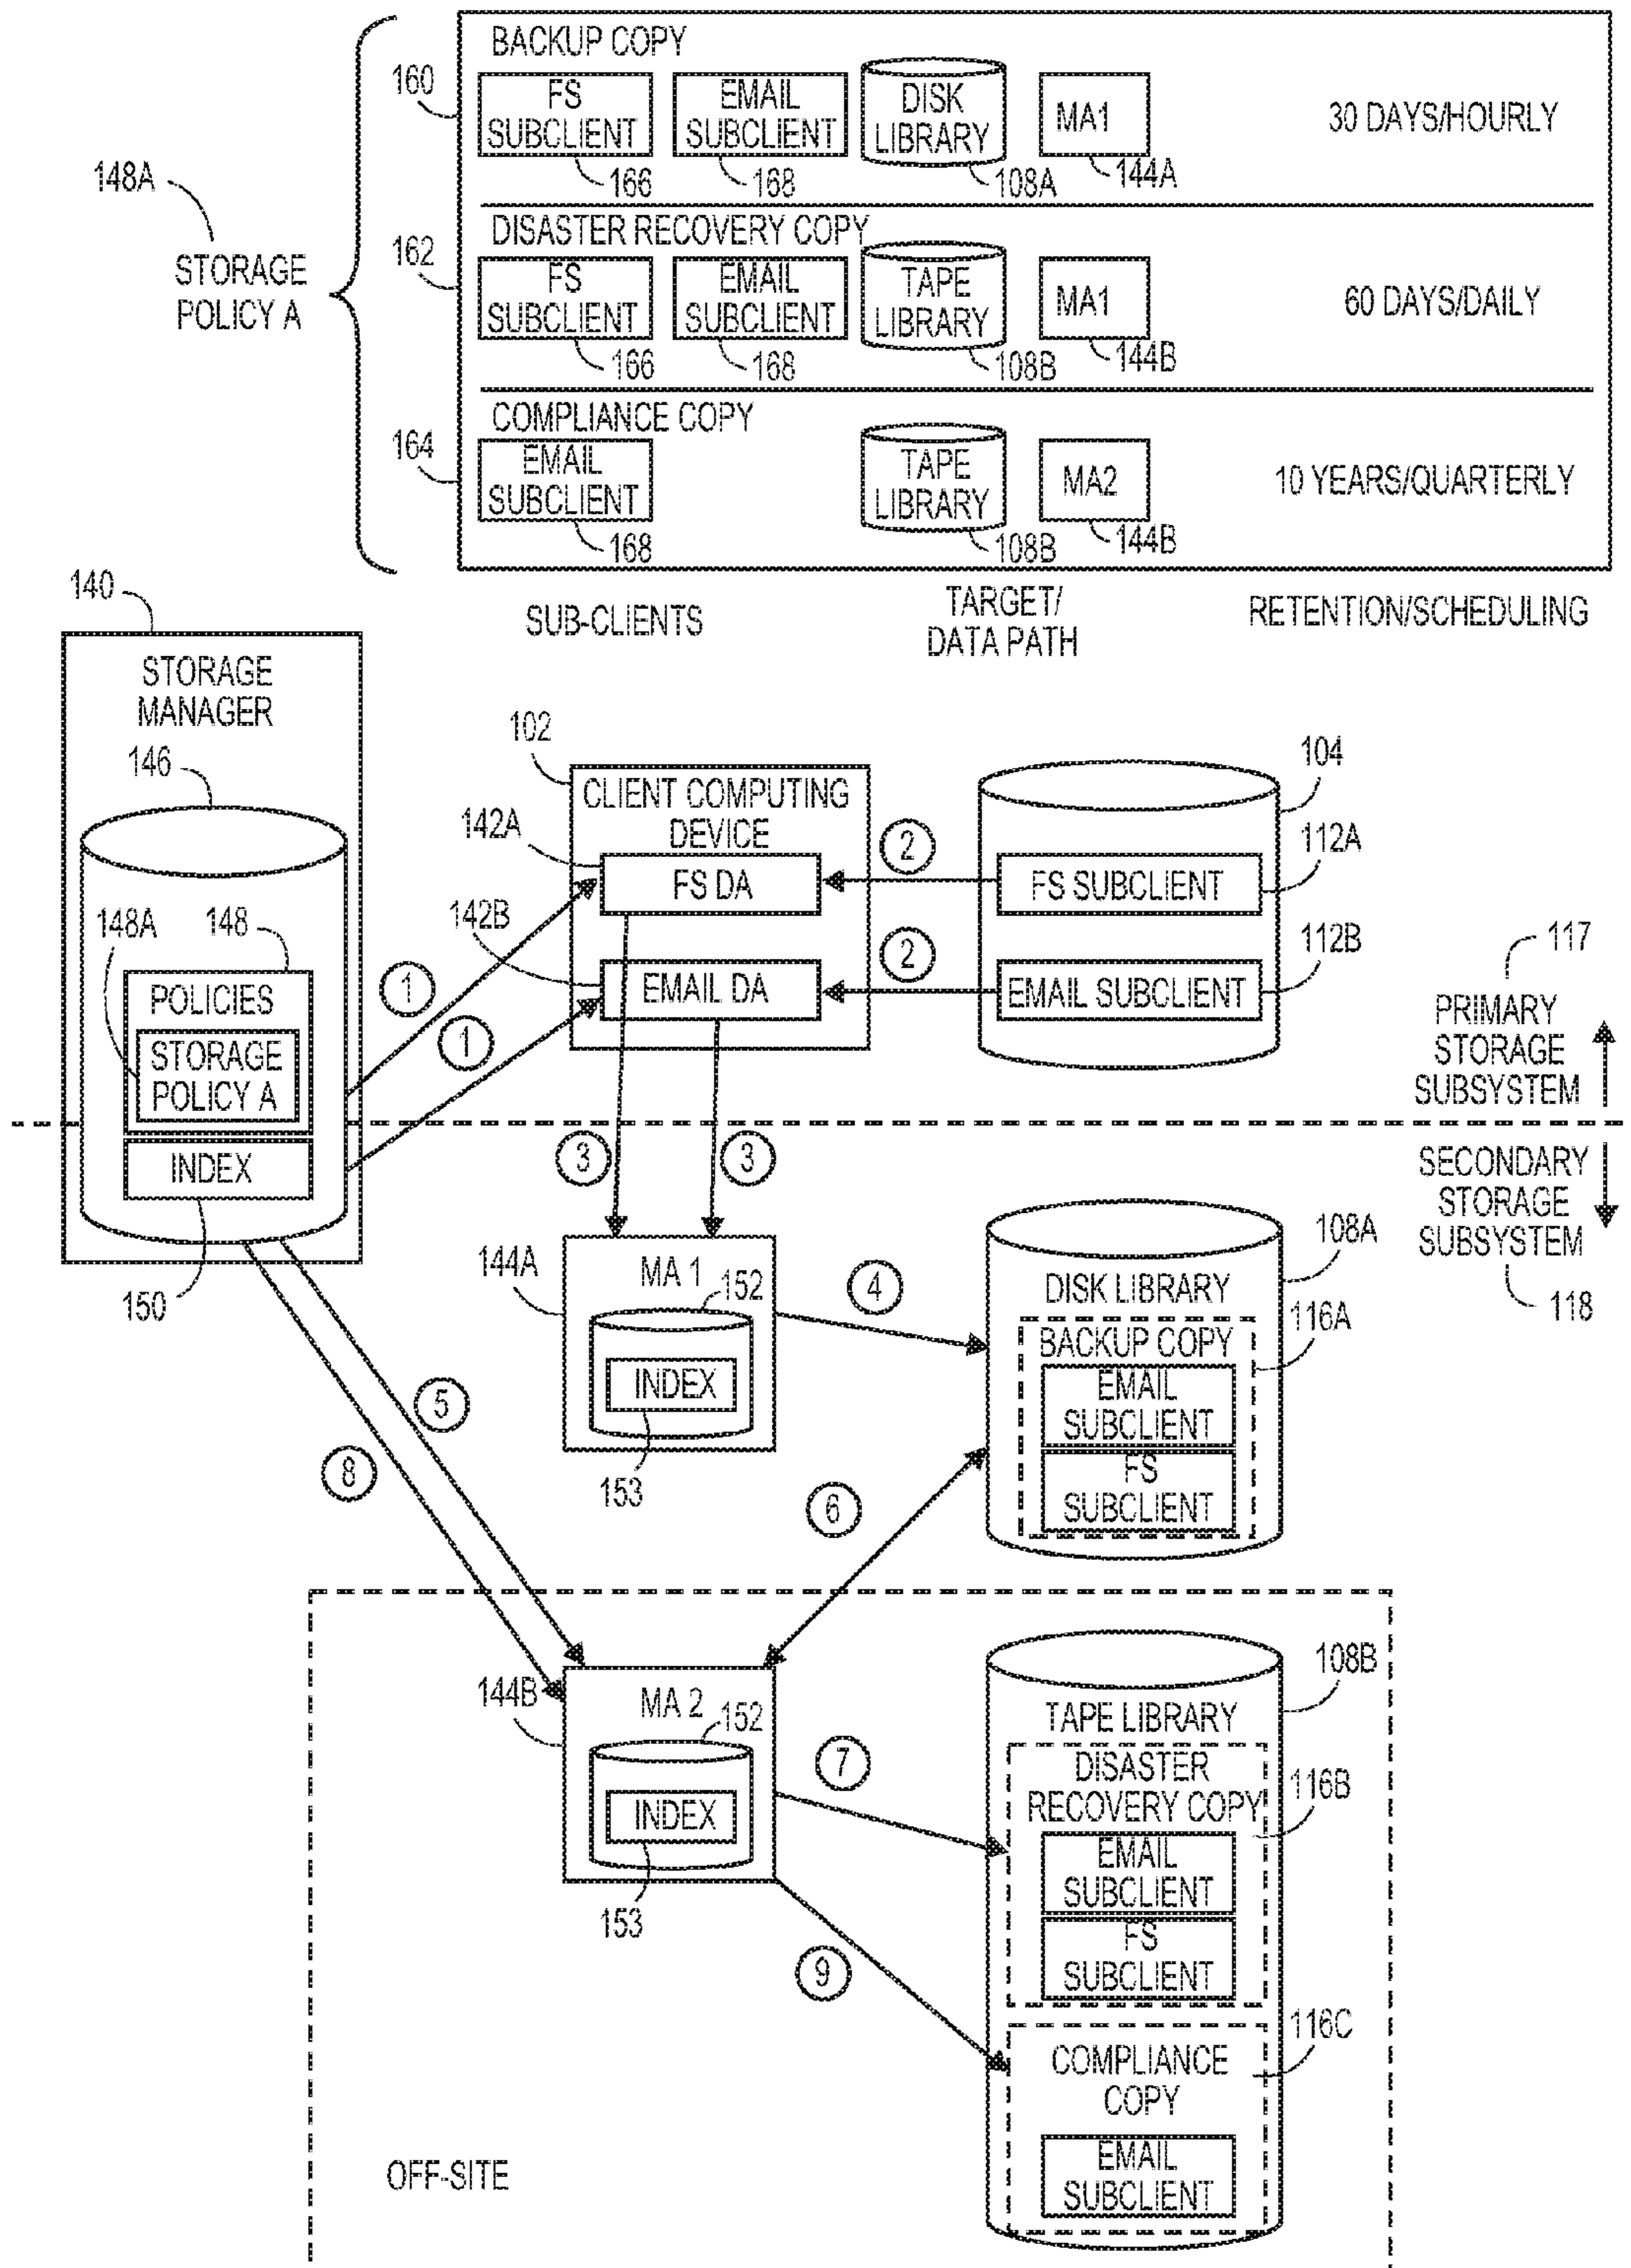 BACKUP COPY
160
FS
SUBCLIENT
166
EMAIL
SUBCLIENT
168
DISK
LIBRARY
108A
MA1
144A
30 DAYS/HOURLY
148A
STORAGE
POLICY A
DISASTER RECOVERY COPY
162
FS
SUBCLIENT
166
EMAIL
SUBCLIENT
168
TAPE
LIBRARY
108B
MA1
144B
60 DAYS/DAILY
COMPLIANCE COPY
164
EMAIL
SUBCLIENT
168
TAPE
LIBRARY
108B
MA2
144B
10 YEARS/QUARTERLY
SUB-CLIENTS
TARGET/
DATA PATH
RETENTION/SCHEDULING
140
STORAGE
MANAGER
146
148A
148
POLICIES
STORAGE
POLICY A
INDEX
150
1
1
102
CLIENT COMPUTING
DEVICE
142A
FS DA
142B
EMAIL DA
2
2
104
FS SUBCLIENT
112A
EMAIL SUBCLIENT
112B
117
PRIMARY
STORAGE
SUBSYSTEM
SECONDARY
STORAGE
SUBSYSTEM
118
3
3
144A
MA 1
152
INDEX
153
4
108A
DISK LIBRARY
116A
BACKUP COPY
EMAIL
SUBCLIENT
FS
SUBCLIENT
5
8
6
144B
MA 2
152
INDEX
153
7
9
108B
TAPE LIBRARY
DISASTER
RECOVERY COPY
116B
EMAIL
SUBCLIENT
FS
SUBCLIENT
116C
COMPLIANCE
COPY
EMAIL
SUBCLIENT
OFF-SITE